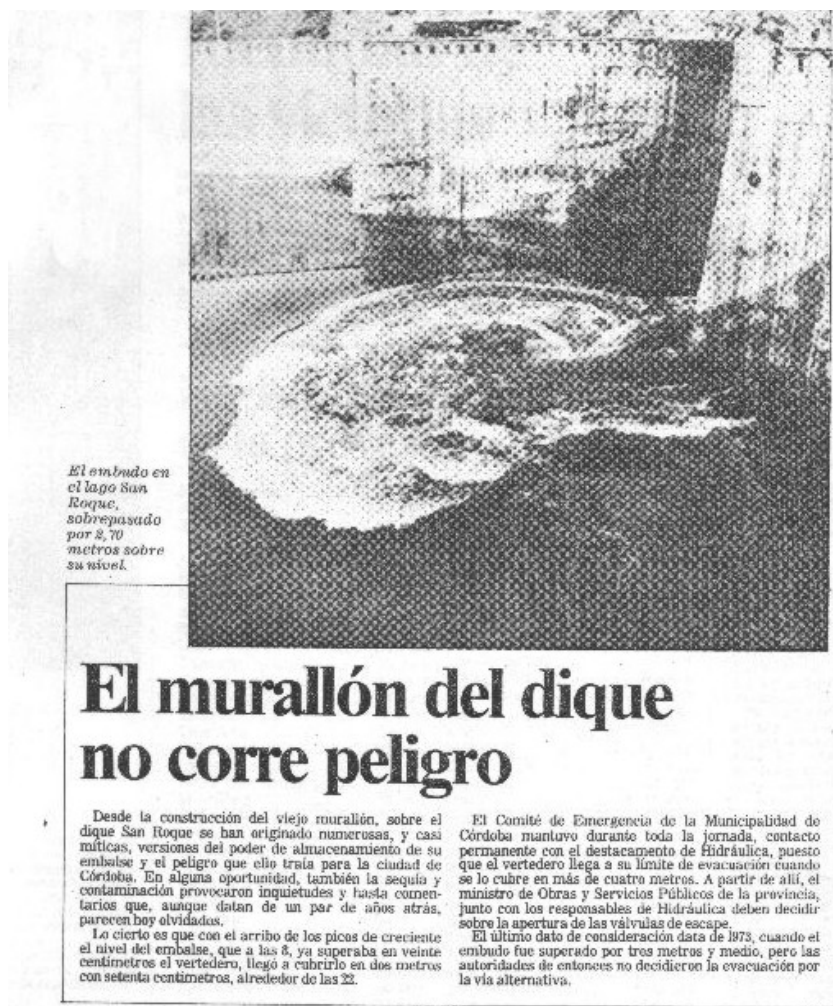 El embudo en
el lago San
Roque,
sobrepasado
por 2,70
metros sobre
su nivel.
El murallón del dique
no corre peligro
Desde la construcción del viejo murallón, sobre el
dique San Roque se han originado numerosas, y casi
míticas, versiones del poder de almacenamiento de su
embalse y el peligro que ello traía para la ciudad de
Córdoba. En alguna oportunidad, también la sequía y
contaminación provocaron inquietudes y hasta comen-
tarios que, aunque datan de un par de años atrás,
parecen hoy olvidados.
Lo cierto es que con el arribo de los picos de creciente
el nivel del embalse, que a las 8, ya superaba en veinte
centímetros el vertedero, llegó a cubrirlo en dos metros
con setenta centímetros, alrededor de las 22.
El Comité de Emergencia de la Municipalidad de
Córdoba mantuvo durante toda la jornada, contacto
permanente con el destacamento de Hidráulica, puesto
que el vertedero llega a su límite de evacuación cuando
se lo cubre en más de cuatro metros. A partir de allí, el
ministro de Obras y Servicios Públicos de la provincia,
junto con los responsables de Hidráulica deben decidir
sobre la apertura de las válvulas de escape.
El último dato de consideración data de 1973, cuando el
embudo fue superado por tres metros y medio, pero las
autoridades de entonces no decidieron la evacuación por
la vía alternativa.